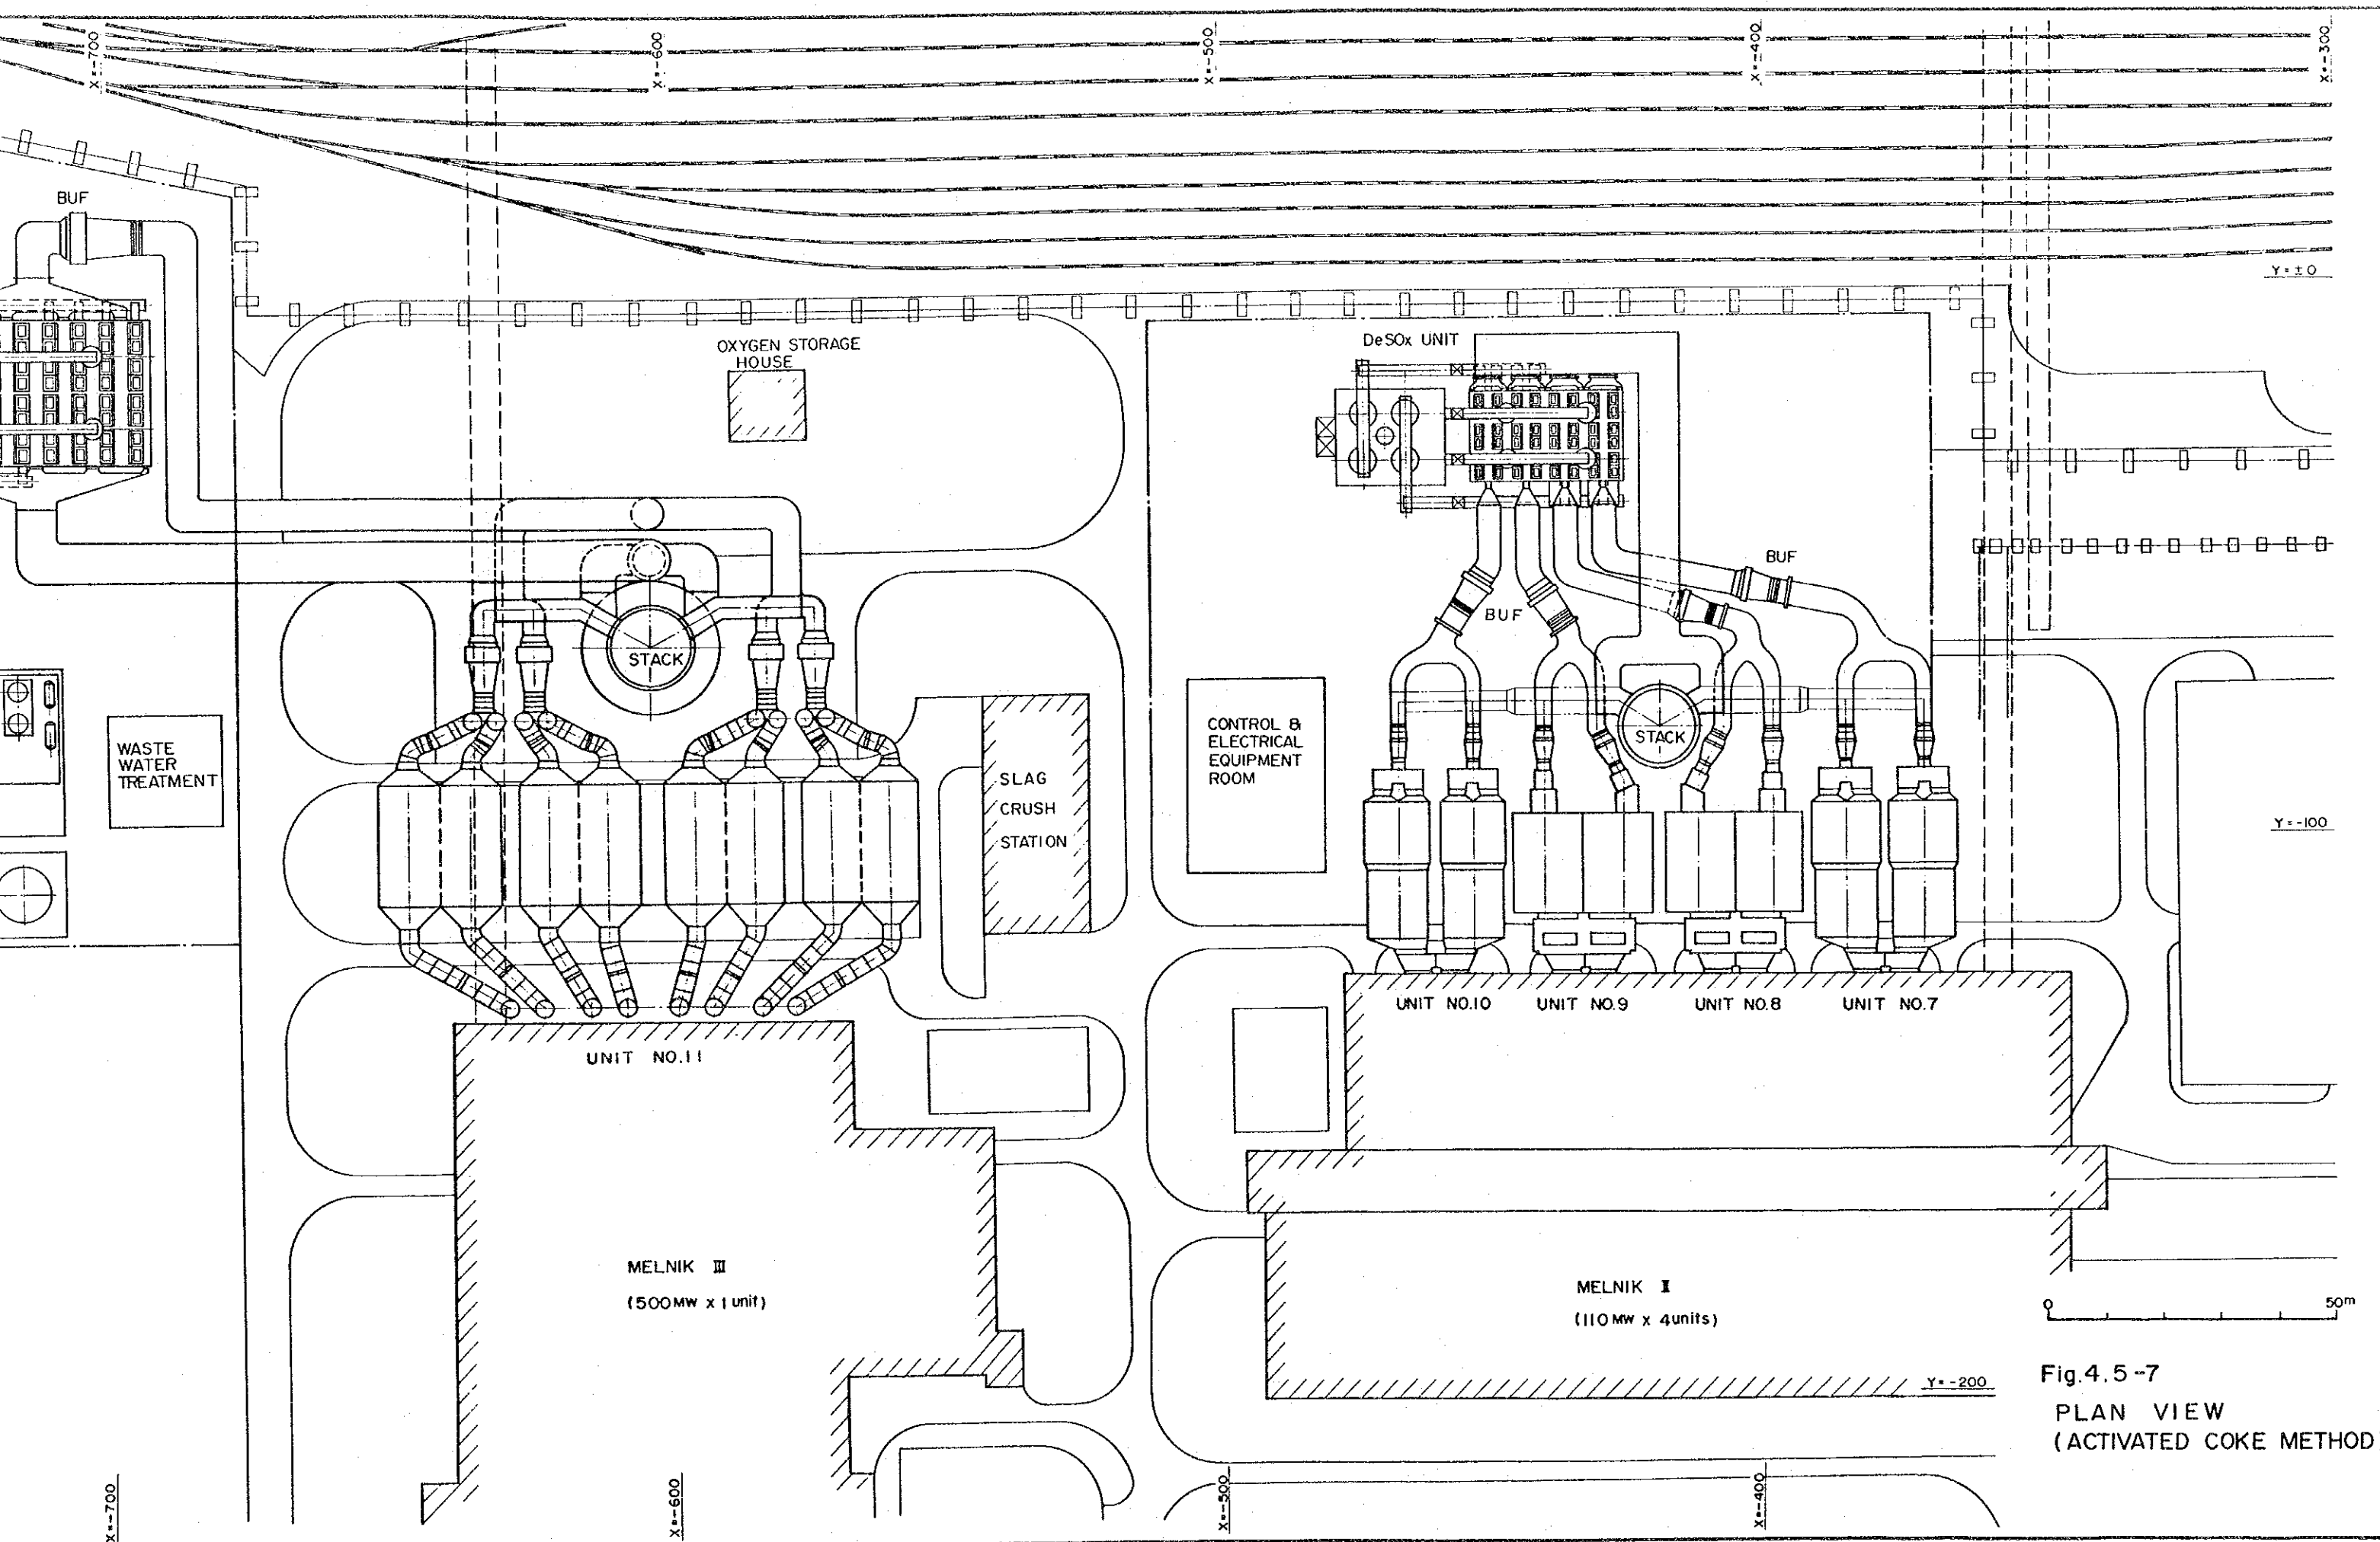 X=-700
X=-600
X=-500
X=-400
X=-300
BUF
Y=±0
OXYGEN STORAGE
HOUSE
DeSOx UNIT
BUF
BUF
STACK
STACK
WASTE
WATER
TREATMENT
CONTROL &
ELECTRICAL
EQUIPMENT
ROOM
SLAG
CRUSH
STATION
Y=-100
UNIT NO.10
UNIT NO.9
UNIT NO.8
UNIT NO.7
UNIT NO.11
MELNIK III
(500MW x 1 unit)
MELNIK II
(110MW x 4units)
0
50m
Y=-200
Fig.4.5-7
PLAN VIEW
(ACTIVATED COKE METHOD
X=-700
X=-600
X=-500
X=-400